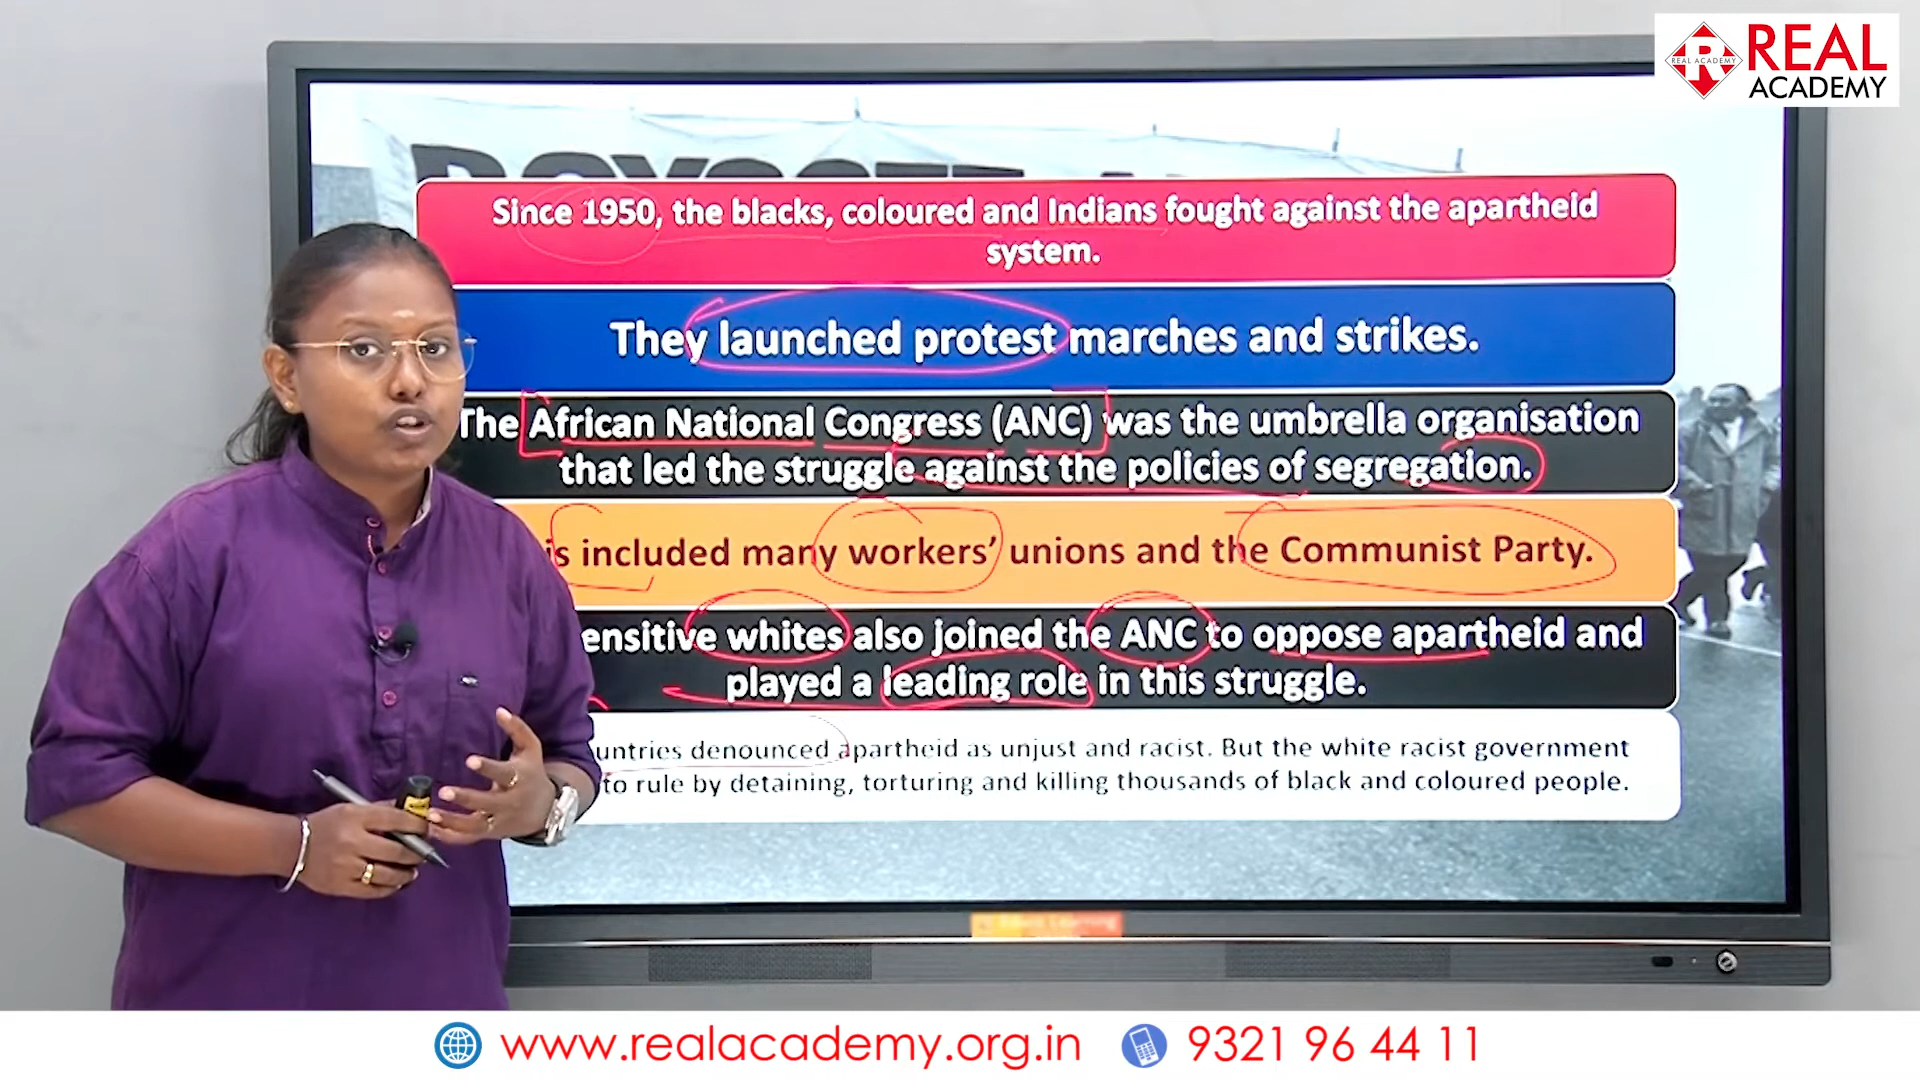 REAL
ACADEMY
REAL ACADEMY
Since 1950, the blacks, coloured and Indians fought against the apartheid
system.
They launched protest marches and strikes.
The African National Congress (ANC) was the umbrella organisation
that led the struggle against the policies of segregation.
included many workers' unions and the Communist Party.
whites also joined the ANC to oppose apartheid and
played a leading role in this struggle.
denounced apartheid as unjust and racist. But the white racist government
to rule by detaining, torturing and killing thousands of black and coloured people.
www.realacademy.org.in
9321 96 44 11